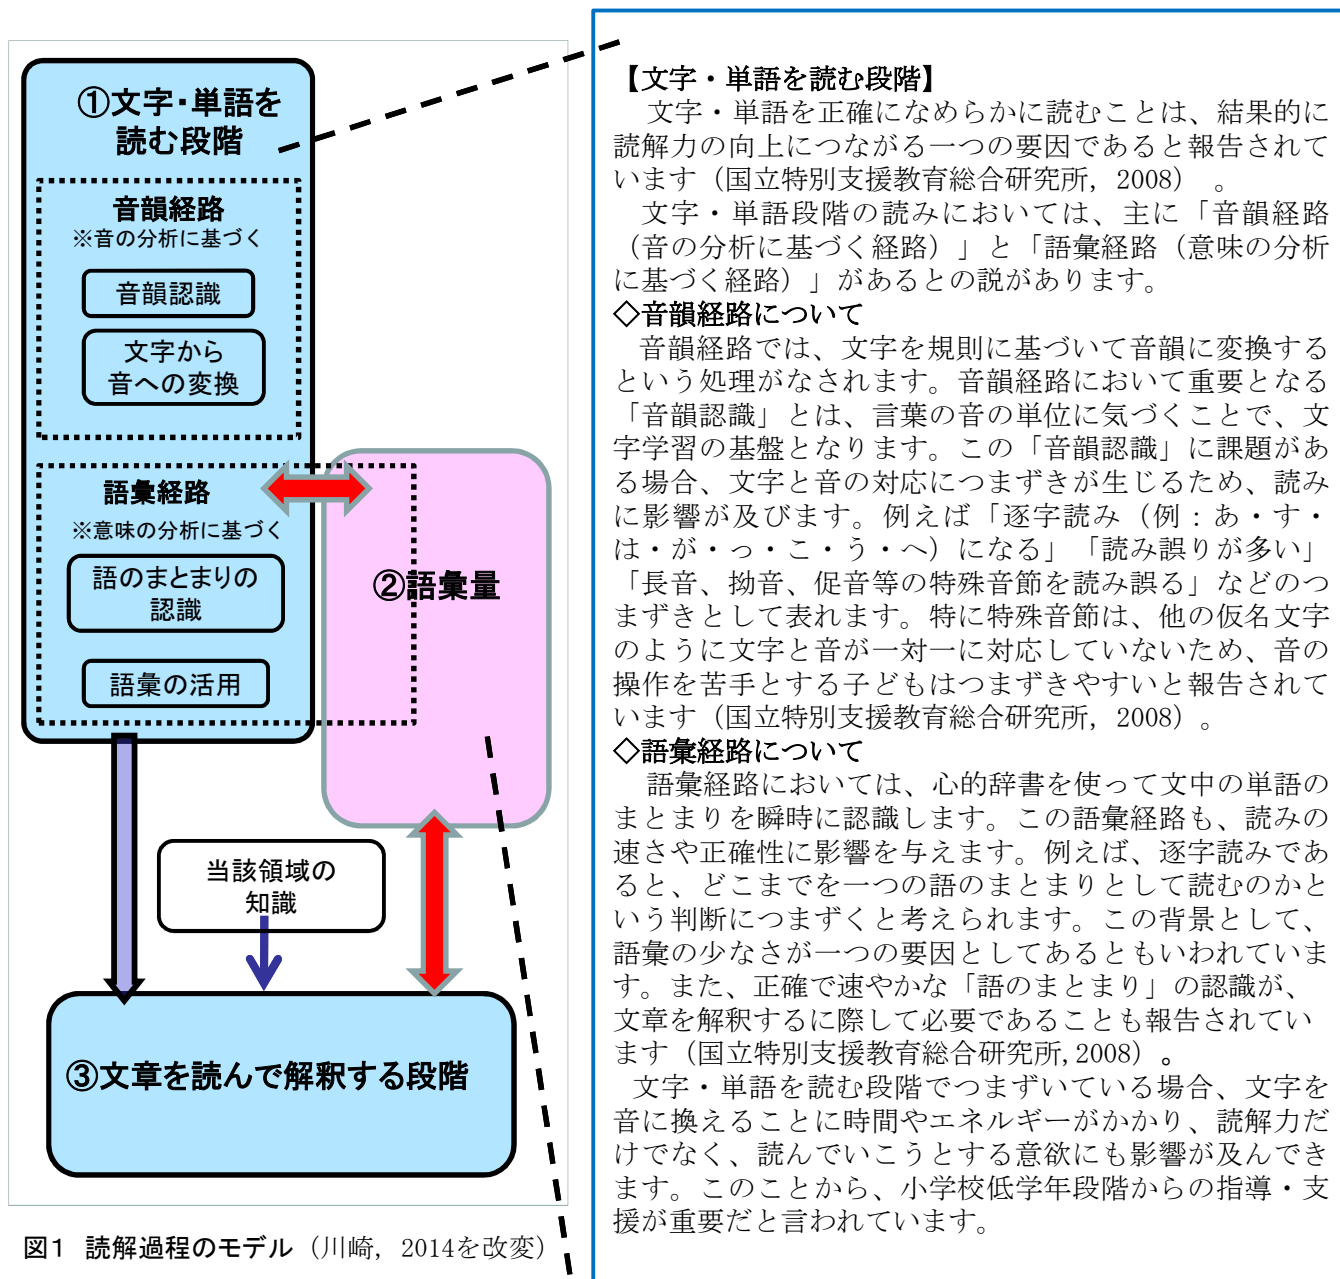 ①文字・単語を
読む段階
音韻経路
※音の分析に基づく
音韻認識
文字から
音への変換
語彙経路
※意味の分析に基づく
語のまとまりの
認識
語彙の活用
②語彙量
当該領域の
知識
③文章を読んで解釈する段階
図1 読解過程のモデル（川崎，2014を改変）
【文字・単語を読む段階】
文字・単語を正確になめらかに読むことは、結果的に
読解力の向上につながる一つの要因であると報告されて
います（国立特別支援教育総合研究所，2008） 。
文字・単語段階の読みにおいては、主に「音韻経路
（音の分析に基づく経路）」と「語彙経路（意味の分析
に基づく経路）」があるとの説があります。
◇音韻経路について
音韻経路では、文字を規則に基づいて音韻に変換する
という処理がなされます。音韻経路において重要となる
「音韻認識」とは、言葉の音の単位に気づくことで、文
字学習の基盤となります。この「音韻認識」に課題があ
る場合、文字と音の対応につまずきが生じるため、読み
に影響が及びます。例えば「逐字読み（例：あ・す・
は・が・っ・こ・う・へ）になる」「読み誤りが多い」
「長音、拗音、促音等の特殊音節を読み誤る」などのつ
まずきとして表れます。特に特殊音節は、他の仮名文字
のように文字と音が一対一に対応していないため、音の
操作を苦手とする子どもはつまずきやすいと報告されて
います（国立特別支援教育総合研究所，2008）。
◇語彙経路について
語彙経路においては、心的辞書を使って文中の単語の
まとまりを瞬時に認識します。この語彙経路も、読みの
速さや正確性に影響を与えます。例えば、逐字読みであ
ると、どこまでを一つの語のまとまりとして読むのかと
いう判断につまずくと考えられます。この背景として、
語彙の少なさが一つの要因としてあるともいわれていま
す。また、正確で速やかな「語のまとまり」の認識が、
文章を解釈するに際して必要であることも報告されてい
ます（国立特別支援教育総合研究所,2008）。
文字・単語を読む段階でつまずいている場合、文字を
音に換えることに時間やエネルギーがかかり、読解力だ
けでなく、読んでいこうとする意欲にも影響が及んでき
ます。このことから、小学校低学年段階からの指導・支
援が重要だと言われています。